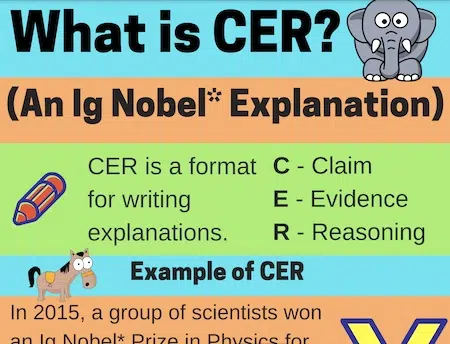 What is CER?
(An Ig Nobel* Explanation)
CER is a format
for writing
explanations.
C - Claim
E - Evidence
R - Reasoning
Example of CER
In 2015, a group of scientists won
an Ig Nobel* Prize in Physics for